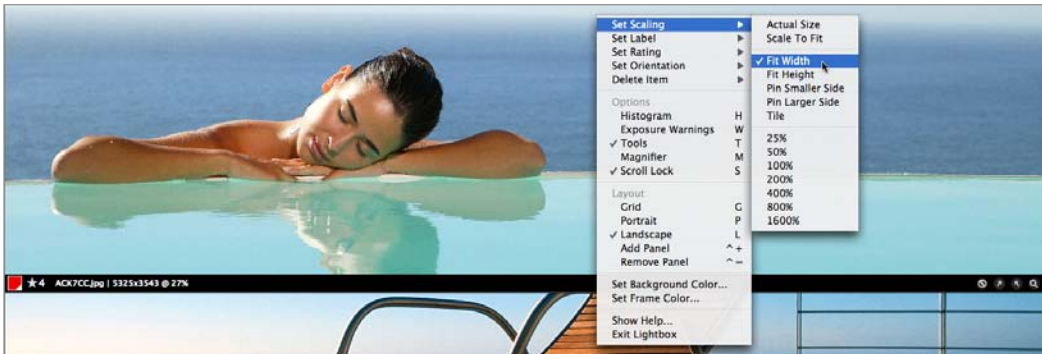 Set Scaling
Set Label
Set Rating
Set Orientation
Delete Item
Options
Histogram H
Exposure Warnings W
✓ Tools T
Magnifier M
✓ Scroll Lock S
Layout
Grid G
Portrait P
✓ Landscape L
Add Panel ^ +
Remove Panel ^ −
Set Background Color...
Set Frame Color...
Show Help...
Exit Lightbox
Actual Size
Scale To Fit
✓ Fit Width
Fit Height
Pin Smaller Side
Pin Larger Side
Tile
25%
50%
100%
200%
400%
800%
1600%
★4 ACK7CC.jpg | 5325x3543 @ 27%